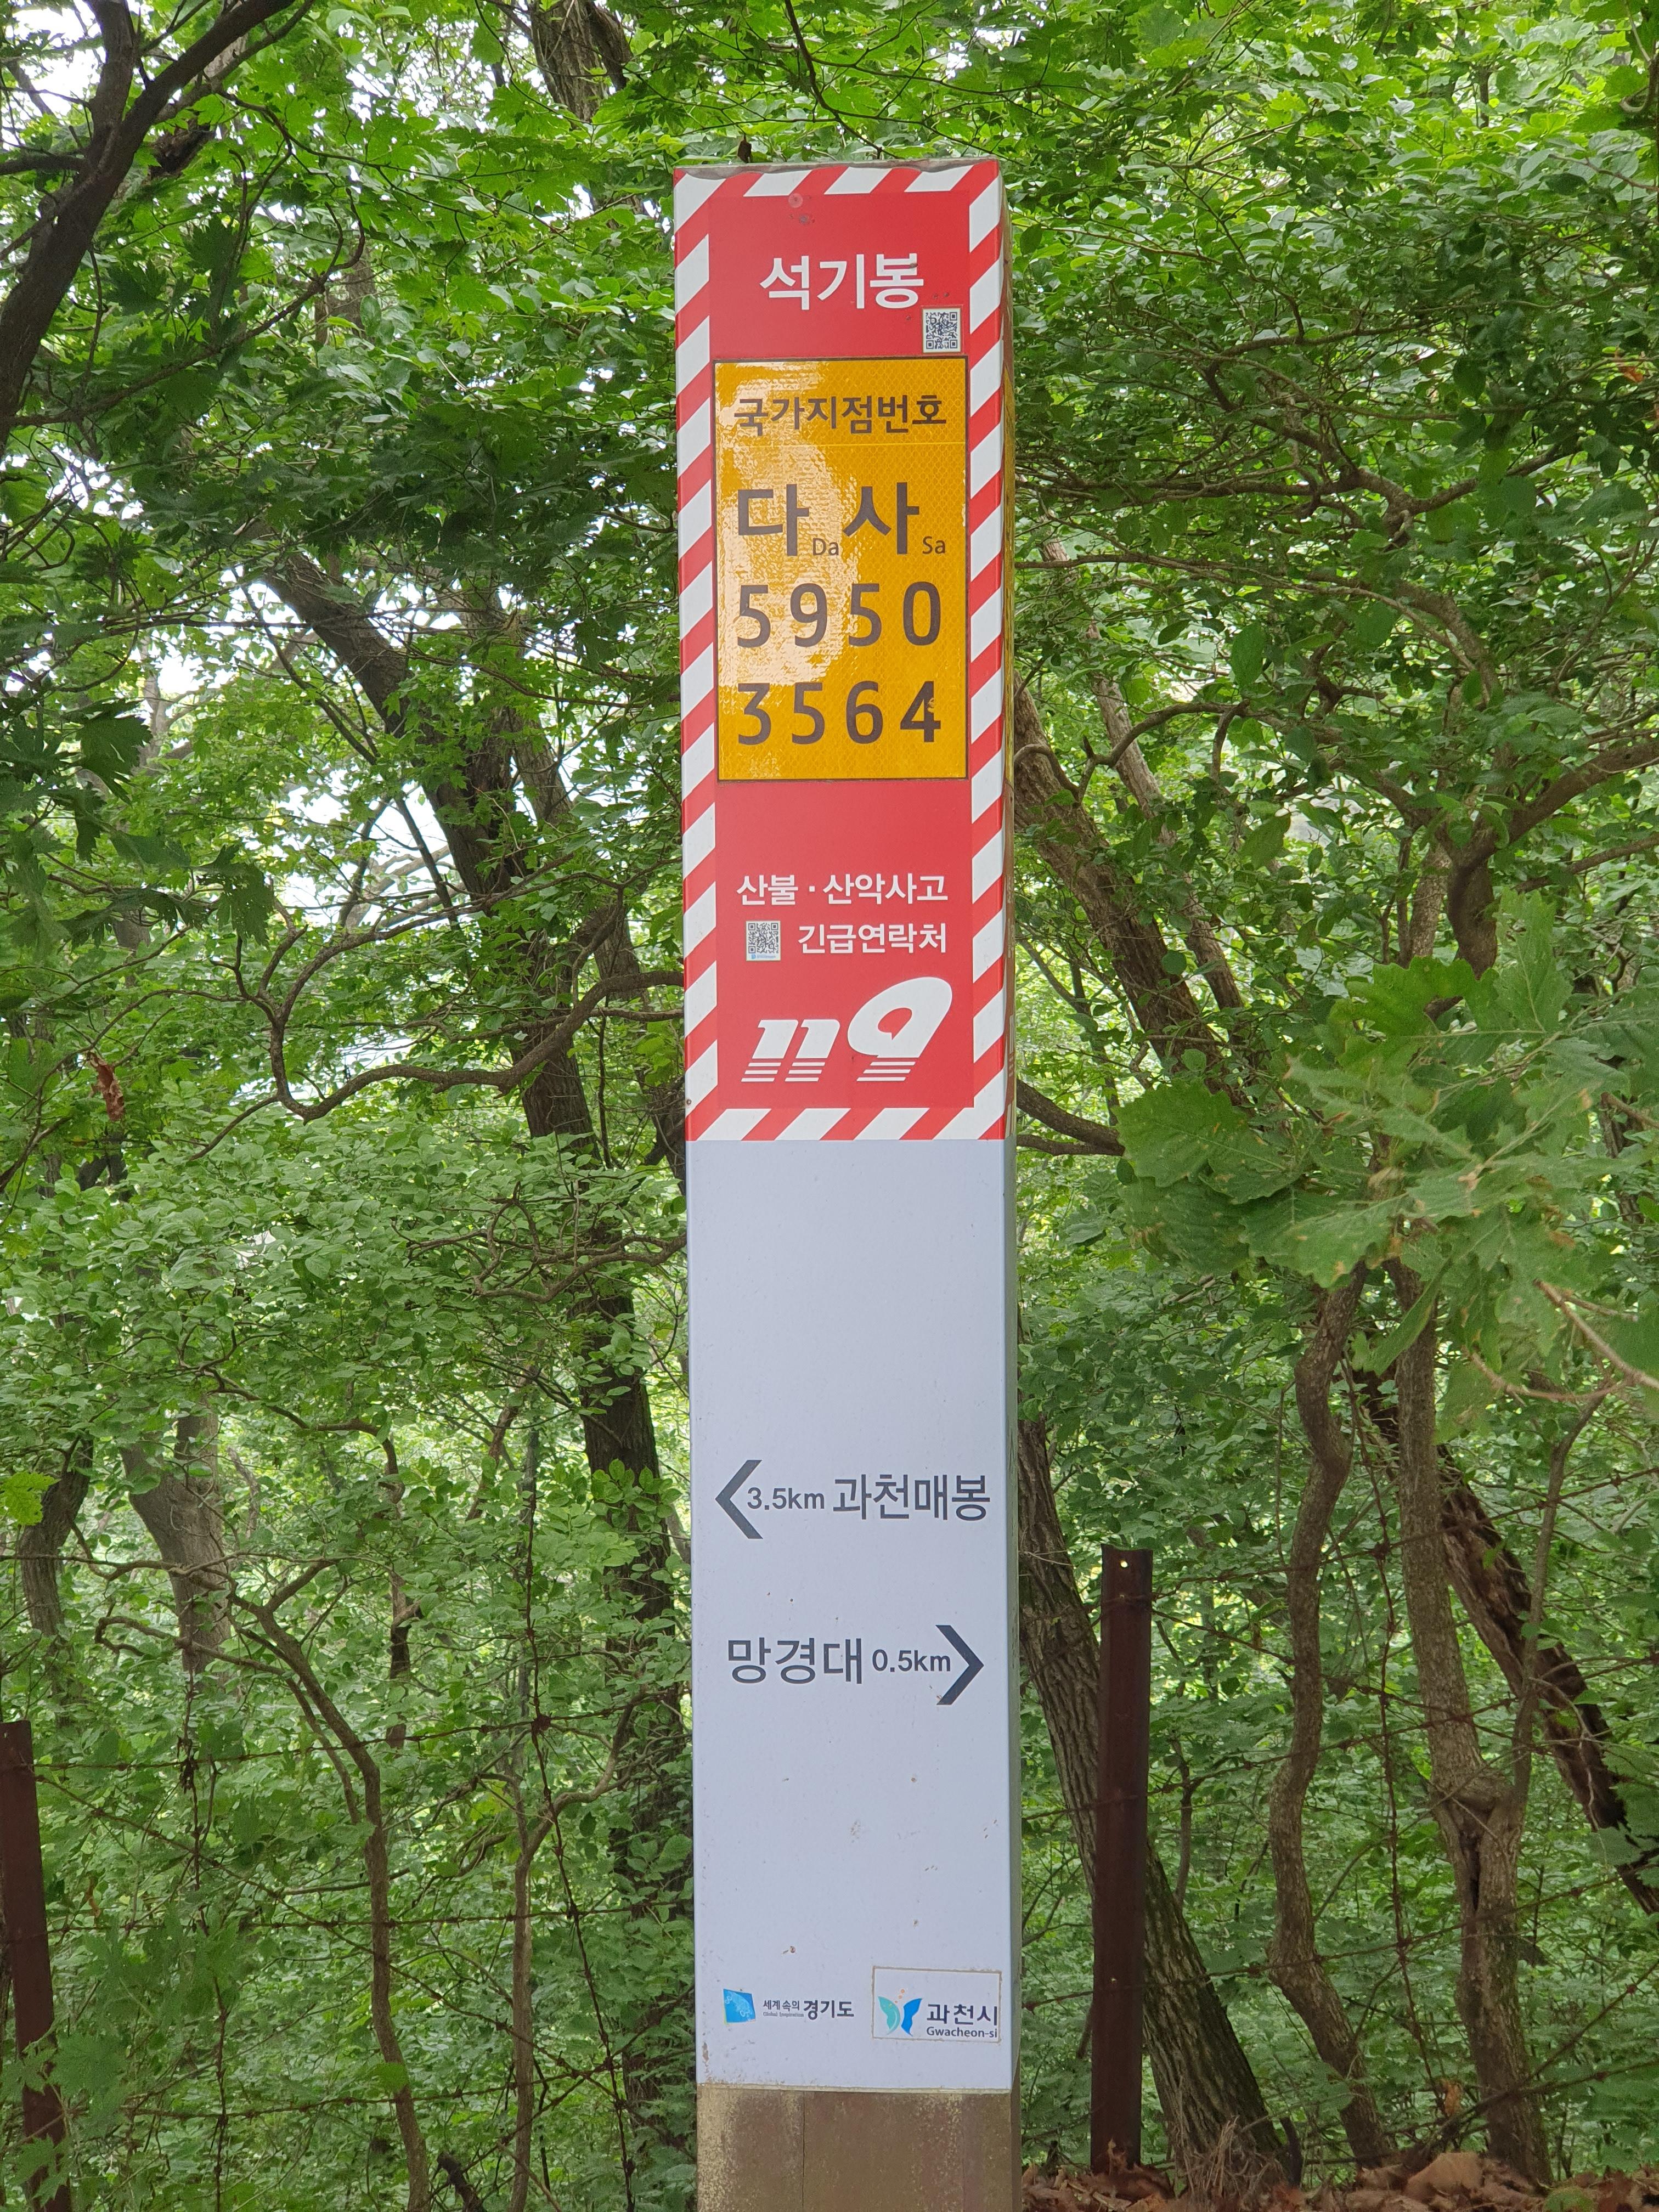 석기봉
국가지점번호
다 Da 사 Sa
5950
3564
산불·산악사고
긴급연락처
119
3.5km 과천매봉
망경대 0.5km
세계 속의 경기도
Global Inspiration
과천시
Gwacheon-si